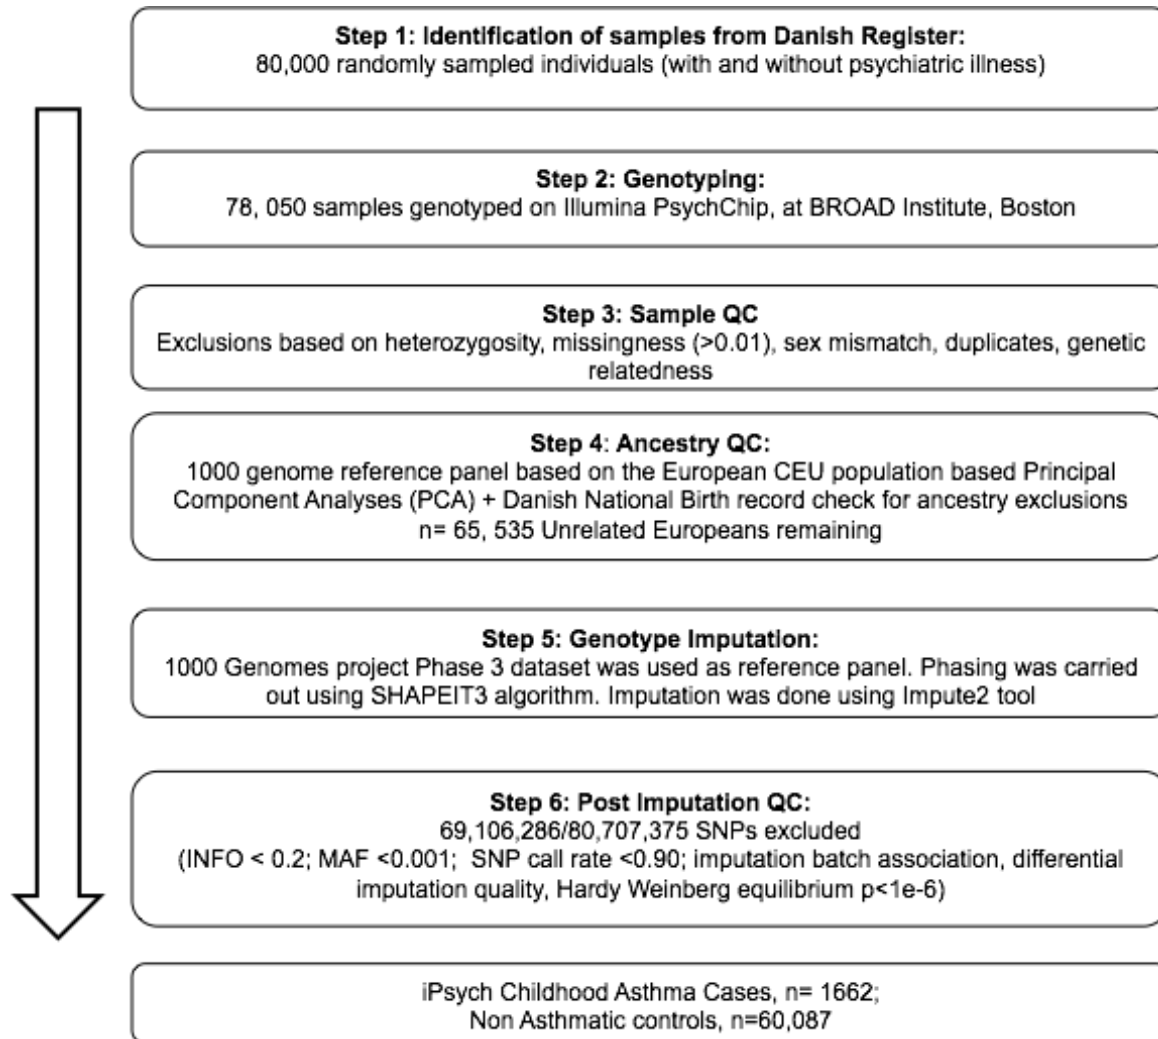 Step 1: Identification of samples from Danish Register:
80,000 randomly sampled individuals (with and without psychiatric illness)
Step 2: Genotyping:
78, 050 samples genotyped on Illumina PsychChip, at BROAD Institute, Boston
Step 3: Sample QC
Exclusions based on heterozygosity, missingness (>0.01), sex mismatch, duplicates, genetic
relatedness
Step 4: Ancestry QC:
1000 genome reference panel based on the European CEU population based Principal
Component Analyses (PCA) + Danish National Birth record check for ancestry exclusions
n= 65, 535 Unrelated Europeans remaining
Step 5: Genotype Imputation:
1000 Genomes project Phase 3 dataset was used as reference panel. Phasing was carried
out using SHAPEIT3 algorithm. Imputation was done using Impute2 tool
Step 6: Post Imputation QC:
69,106,286/80,707,375 SNPs excluded
(INFO < 0.2; MAF <0.001;  SNP call rate <0.90; imputation batch association, differential
imputation quality, Hardy Weinberg equilibrium p<1e-6)
iPsych Childhood Asthma Cases, n= 1662;
Non Asthmatic controls, n=60,087